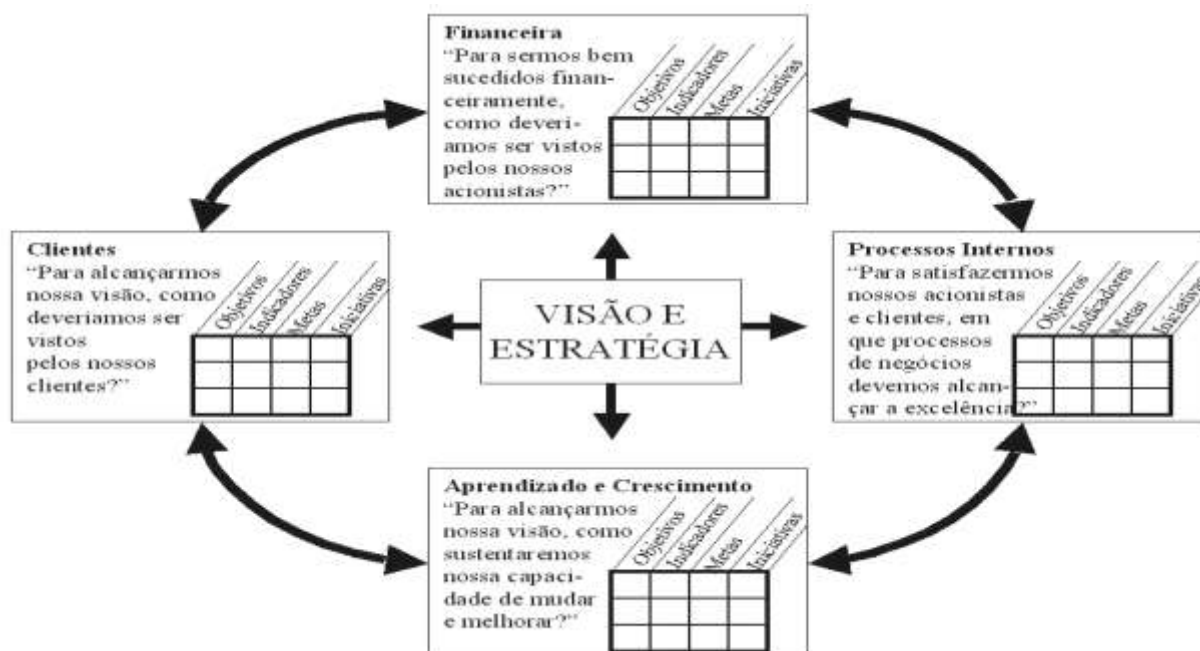 Financeira
“Para sermos bem
sucedidos finan-
ceiramente,
como deveri-
amos ser vistos
pelos nossos
acionistas?”
Objetivos
Indicadores
Metas
Iniciativas
Clientes
“Para alcançarmos
nossa visão, como
deveriamos ser
vistos
pelos nossos
clientes?”
Objetivos
Indicadores
Metas
Iniciativas
VISÃO E
ESTRATÉGIA
Processos Internos
“Para satisfazermos
nossos acionistas
e clientes, em
que processos
de negócios
devemos alcan-
çar a excelência?”
Objetivos
Indicadores
Metas
Iniciativas
Aprendizado e Crescimento
“Para alcançarmos
nossa visão, como
sustentaremos
nossa capaci-
dade de mudar
e melhorar?”
Objetivos
Indicadores
Metas
Iniciativas